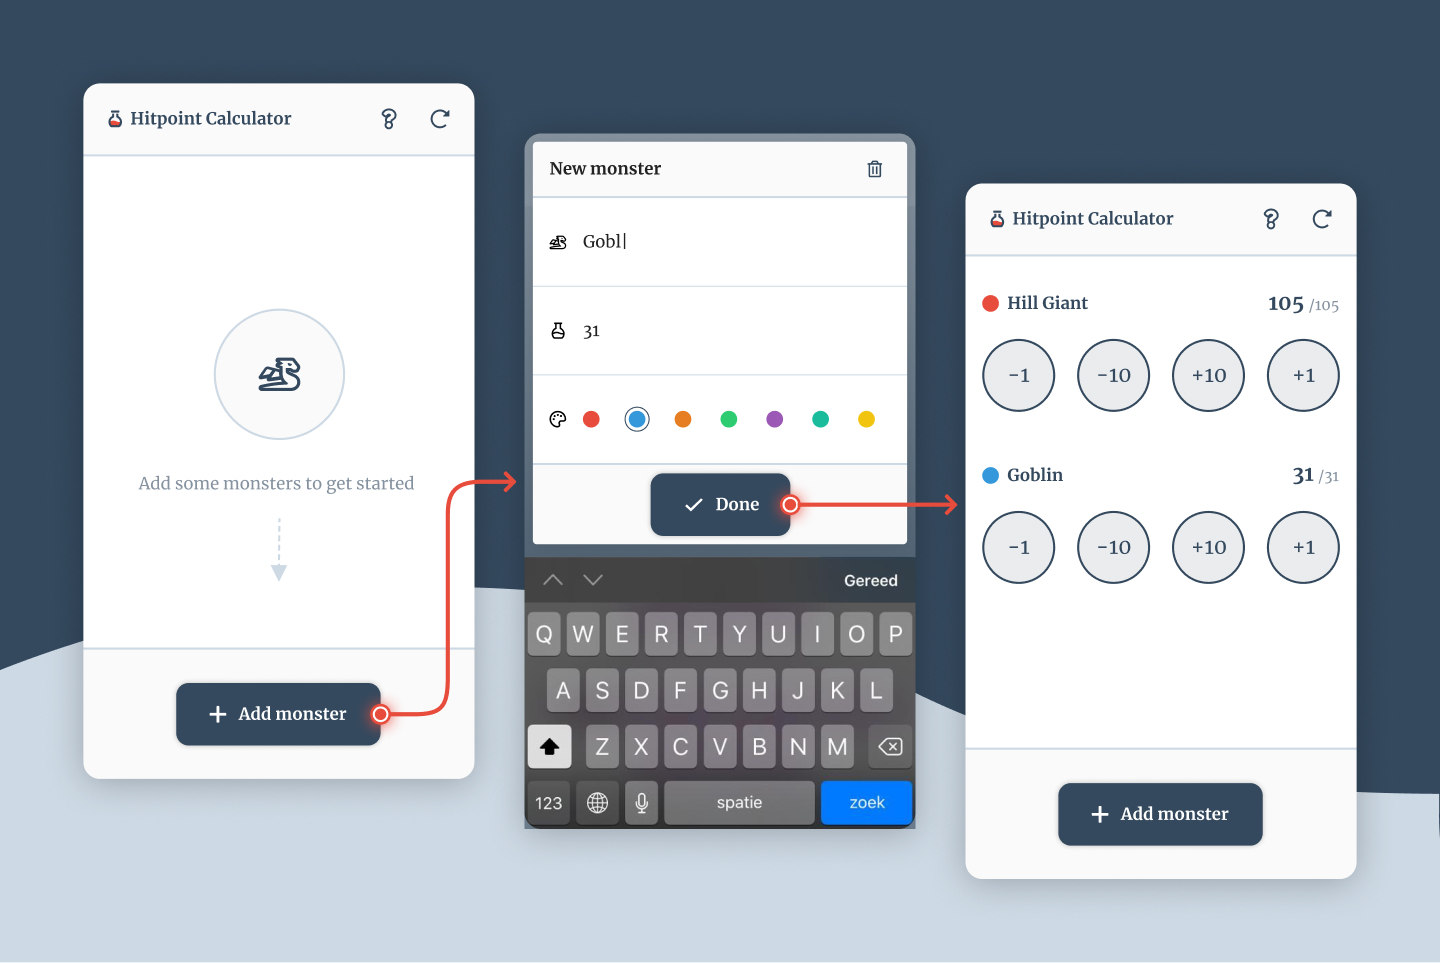 Hitpoint Calculator
Add some monsters to get started
+ Add monster
New monster
Gobl|
31
Done
Gereed
Q W E R T Y U I O P
A S D F G H J K L
Z X C V B N M
123 spatie zoek
Hitpoint Calculator
Hill Giant 105 /105
-1 -10 +10 +1
Goblin 31 /31
-1 -10 +10 +1
+ Add monster